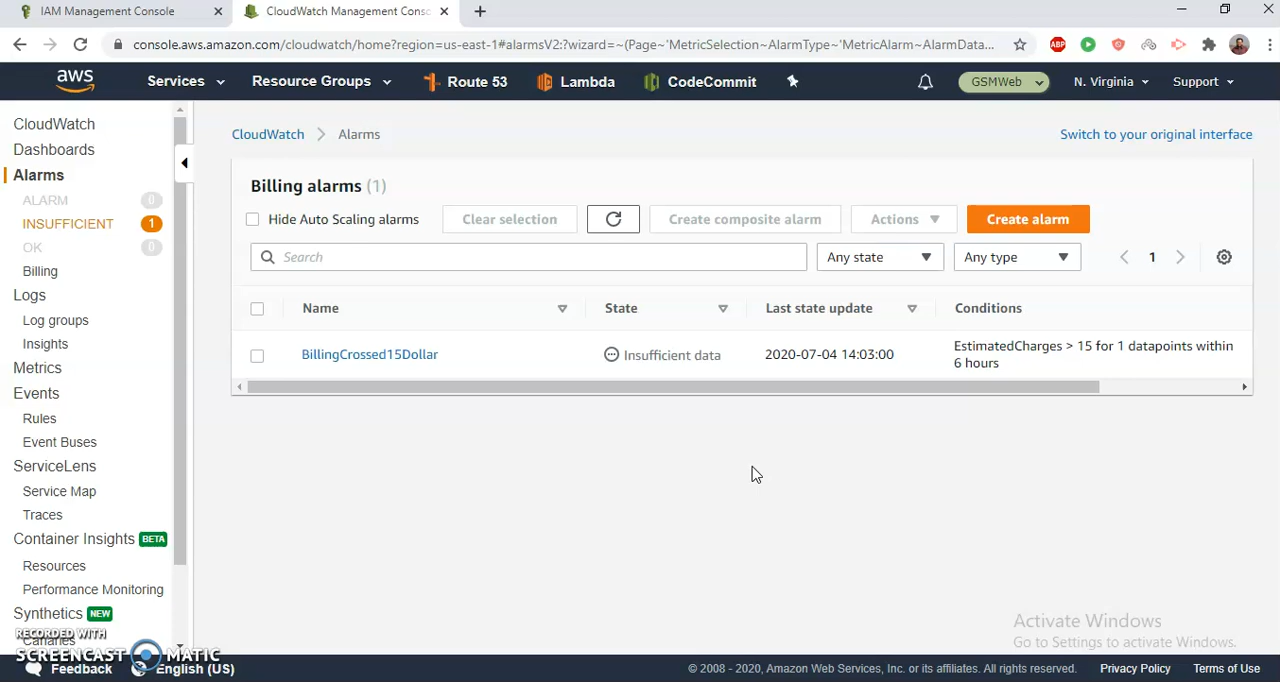 IAM Management Console
CloudWatch Management Conso
console.aws.amazon.com/cloudwatch/home?region=us-east-1#alarmsV2:?wizard=~(Page~'MetricSelection~AlarmType~'MetricAlarm~AlarmData...
ABP
aws
Services
Resource Groups
Route 53
Lambda
CodeCommit
GSMWeb
N. Virginia
Support
CloudWatch
Dashboards
Alarms
ALARM 0
INSUFFICIENT 1
OK 0
Billing
Logs
Log groups
Insights
Metrics
Events
Rules
Event Buses
ServiceLens
Service Map
Traces
Container Insights BETA
Resources
Performance Monitoring
Synthetics NEW
Canaries
CloudWatch > Alarms
Switch to your original interface
Billing alarms (1)
Hide Auto Scaling alarms
Clear selection
Create composite alarm
Actions
Create alarm
Search
Any state
Any type
1
Name State Last state update Conditions
BillingCrossed15Dollar Insufficient data 2020-07-04 14:03:00 EstimatedCharges > 15 for 1 datapoints within
6 hours
Activate Windows
Go to Settings to activate Windows.
RECORDED WITH
SCREENCAST MATIC
Feedback
English (US)
© 2008 - 2020, Amazon Web Services, Inc. or its affiliates. All rights reserved.
Privacy Policy
Terms of Use